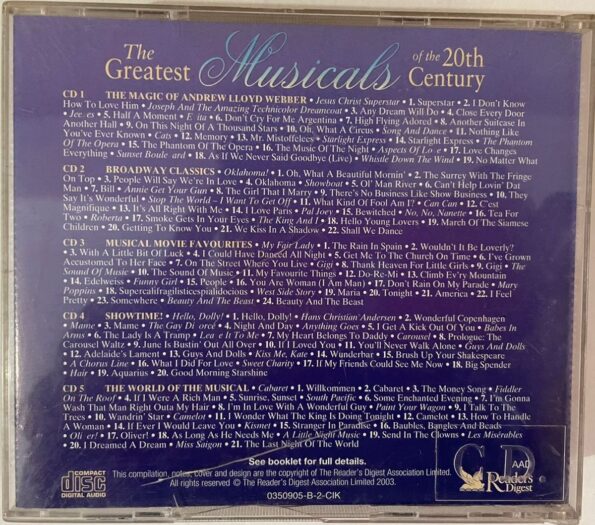 The Greatest Musicals of the 20th Century
CD 1 THE MAGIC OF ANDREW LLOYD WEBBER • Jesus Christ Superstar • 1. Superstar • 2. I Don't Know
How To Love Him • Joseph And The Amazing Technicolor Dreamcoat • 3. Any Dream Will Do • 4. Close Every Door
• Jee es • 5. Half A Moment • E ita • 6. Don't Cry For Me Argentina • 7. High Flying Adored • 8. Another Suitcase In
Another Hall • 9. On This Night Of A Thousand Stars • 10. Oh, What A Circus • Song And Dance • 11. Nothing Like
You've Ever Known • Cats • 12. Memory • 13. Mr. Mistoffelees • Starlight Express • 14. Starlight Express • The Phantom
Of The Opera • 15. The Phantom Of The Opera • 16. The Music Of The Night • Aspects Of Lo e • 17. Love Changes
Everything • Sunset Boule ard • 18. As If We Never Said Goodbye (Live) • Whistle Down The Wind • 19. No Matter What
CD 2 BROADWAY CLASSICS • Oklahoma! • 1. Oh, What A Beautiful Mornin' • 2. The Surrey With The Fringe
On Top • 3. People Will Say We're In Love • 4. Oklahoma • Showboat • 5. Ol' Man River • 6. Can't Help Lovin' Dat
Man • 7. Bill • Annie Get Your Gun • 8. The Girl That I Marry • 9. There's No Business Like Show Business • 10. They
Say It's Wonderful • Stop The World – I Want To Get Off • 11. What Kind Of Fool Am I? • Can Can • 12. C'est
Magnifique • 13. It's All Right With Me • 14. I Love Paris • Pal Joey • 15. Bewitched • No, No, Nanette • 16. Tea For
Two • Roberta • 17. Smoke Gets In Your Eyes • The King And I • 18. Hello Young Lovers • 19. March Of The Siamese
Children • 20. Getting To Know You • 21. We Kiss In A Shadow • 22. Shall We Dance
CD 3 MUSICAL MOVIE FAVOURITES • My Fair Lady • 1. The Rain In Spain • 2. Wouldn't It Be Loverly?
• 3. With A Little Bit Of Luck • 4. I Could Have Danced All Night • 5. Get Me To The Church On Time • 6. I've Grown
Accustomed To Her Face • 7. On The Street Where You Live • Gigi • 8. Thank Heaven For Little Girls • 9. Gigi • The
Sound Of Music • 10. The Sound Of Music • 11. My Favourite Things • 12. Do-Re-Mi • 13. Climb Ev'ry Mountain
• 14. Edelweiss • Funny Girl • 15. People • 16. You Are Woman (I Am Man) • 17. Don't Rain On My Parade • Mary
Poppins • 18. Supercalifragilisticexpialidocious • West Side Story • 19. Maria • 20. Tonight • 21. America • 22. I Feel
Pretty • 23. Somewhere • Beauty And The Beast • 24. Beauty And The Beast
CD 4 SHOWTIME! • Hello, Dolly! • 1. Hello, Dolly! • Hans Christian Andersen • 2. Wonderful Copenhagen
• Mame • 3. Mame • The Gay Di orcé • 4. Night And Day • Anything Goes • 5. I Get A Kick Out Of You • Babes In
Arms • 6. The Lady Is A Tramp • Lea e It To Me • 7. My Heart Belongs To Daddy • Carousel • 8. Prologue: The
Carousel Waltz • 9. June Is Bustin' Out All Over • 10. If I Loved You • 11. You'll Never Walk Alone • Guys And Dolls
• 12. Adelaide's Lament • 13. Guys And Dolls • Kiss Me, Kate • 14. Wunderbar • 15. Brush Up Your Shakespeare
• A Chorus Line • 16. What I Did For Love • Sweet Charity • 17. If My Friends Could See Me Now • 18. Big Spender
• Hair • 19. Aquarius • 20. Good Morning Starshine
CD 5 THE WORLD OF THE MUSICAL • Cabaret • 1. Willkommen • 2. Cabaret • 3. The Money Song • Fiddler
On The Roof • 4. If I Were A Rich Man • 5. Sunrise, Sunset • South Pacific • 6. Some Enchanted Evening • 7. I'm Gonna
Wash That Man Right Outa My Hair • 8. I'm In Love With A Wonderful Guy • Paint Your Wagon • 9. I Talk To The
Trees • 10. Wandrin' Star • Camelot • 11. I Wonder What The King Is Doing Tonight • 12. Camelot • 13. How To Handle
A Woman • 14. If Ever I Would Leave You • Kismet • 15. Stranger In Paradise • 16. Baubles, Bangles And Beads
• Oli er! • 17. Oliver! • 18. As Long As He Needs Me • A Little Night Music • 19. Send In The Clowns • Les Misérables
• 20. I Dreamed A Dream • Miss Saigon • 21. The Last Night Of The World
See booklet for full details.
This compilation, notes, cover and design are the copyright of The Reader's Digest Association Limited.
All rights reserved © The Reader's Digest Association Limited 2003.
0350905-B-2-CIK
COMPACT disc DIGITAL AUDIO
CD
AAD
Reader's Digest